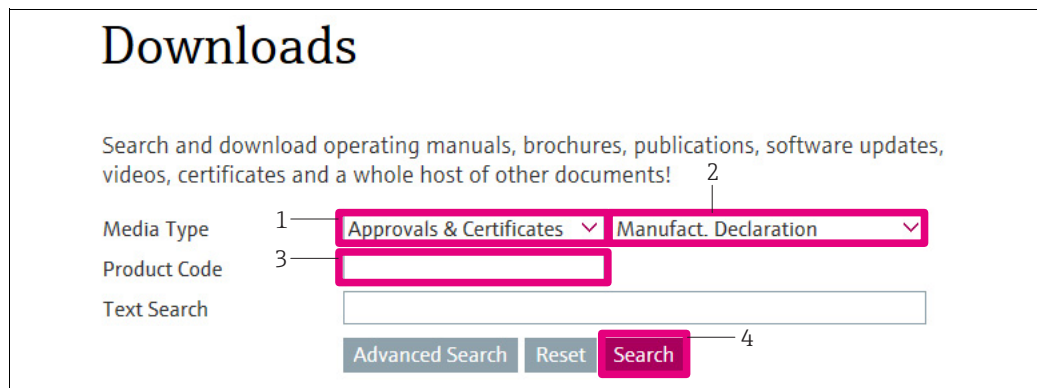 Downloads
Search and download operating manuals, brochures, publications, software updates,
videos, certificates and a whole host of other documents!
2
Media Type 1 Approvals & Certificates Manufact. Declaration
Product Code 3
Text Search
4
Advanced Search Reset Search